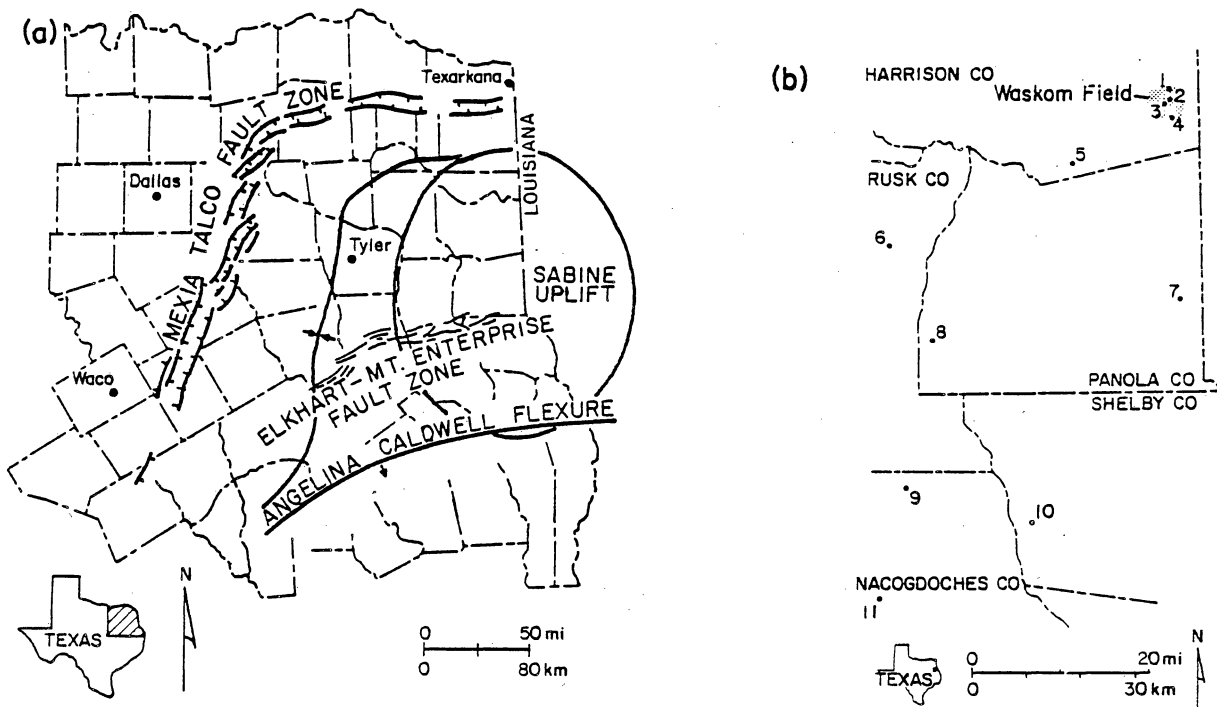 (a)
Texarkana
MEXIA TALCO FAULT ZONE
LOUISIANA
Dallas
Tyler
SABINE
UPLIFT
Waco
ELKHART-MT. ENTERPRISE
FAULT ZONE
ANGELINA CALDWELL FLEXURE
TEXAS
N
0 50 mi
0 80 km
(b)
HARRISON CO
Waskom Field
2
3
4
5
RUSK CO
6
7
8
PANOLA CO
SHELBY CO
9
10
NACOGDOCHES CO
11
TEXAS
0 20 mi
0 30 km
N